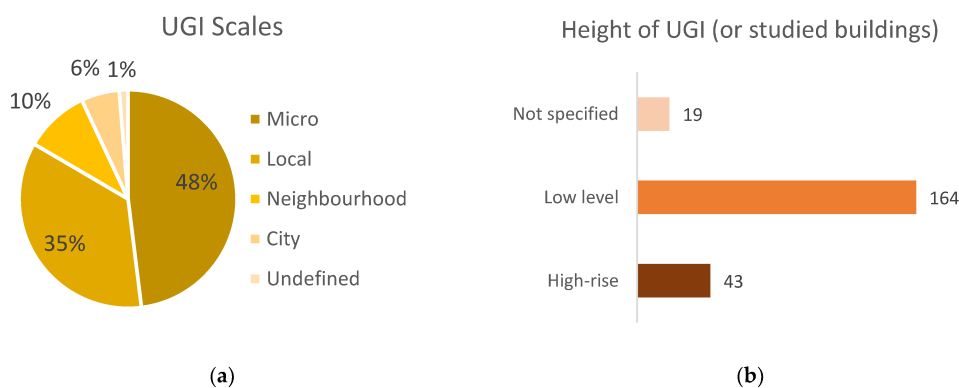 UGI Scales
6%
1%
10%
48%
35%
Micro
Local
Neighbourhood
City
Undefined
(a)
Height of UGI (or studied buildings)
Not specified
19
Low level
164
High-rise
43
(b)